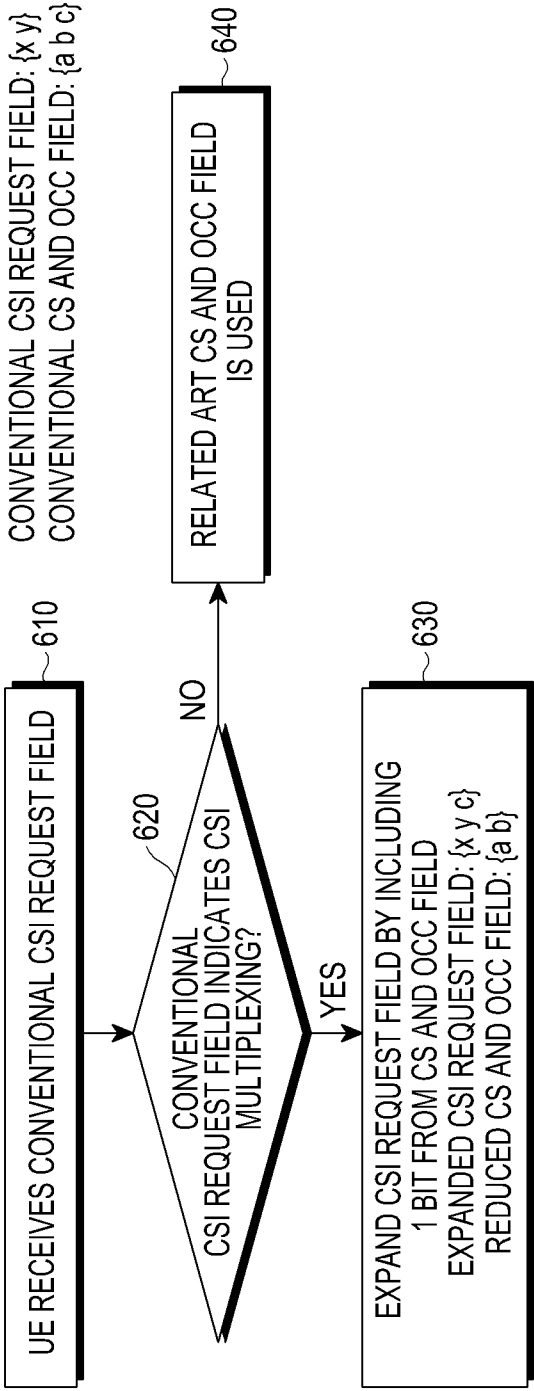 CONVENTIONAL CSI REQUEST FIELD: {x y}
CONVENTIONAL CS AND OCC FIELD: {a b c}
UE RECEIVES CONVENTIONAL CSI REQUEST FIELD
610
CONVENTIONAL
CSI REQUEST FIELD INDICATES CSI
MULTIPLEXING?
620
NO
RELATED ART CS AND OCC FIELD
IS USED
640
YES
EXPAND CSI REQUEST FIELD BY INCLUDING
1 BIT FROM CS AND OCC FIELD
EXPANDED CSI REQUEST FIELD: {x y c}
REDUCED CS AND OCC FIELD: {a b}
630